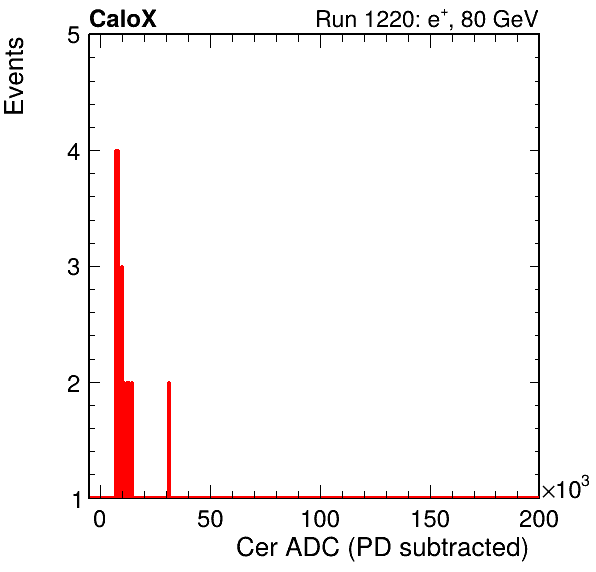 CaloX Run 1220: e⁺, 80 GeV
Events
5
4
3
2
1
0 50 100 150 200
×10³
Cer ADC (PD subtracted)